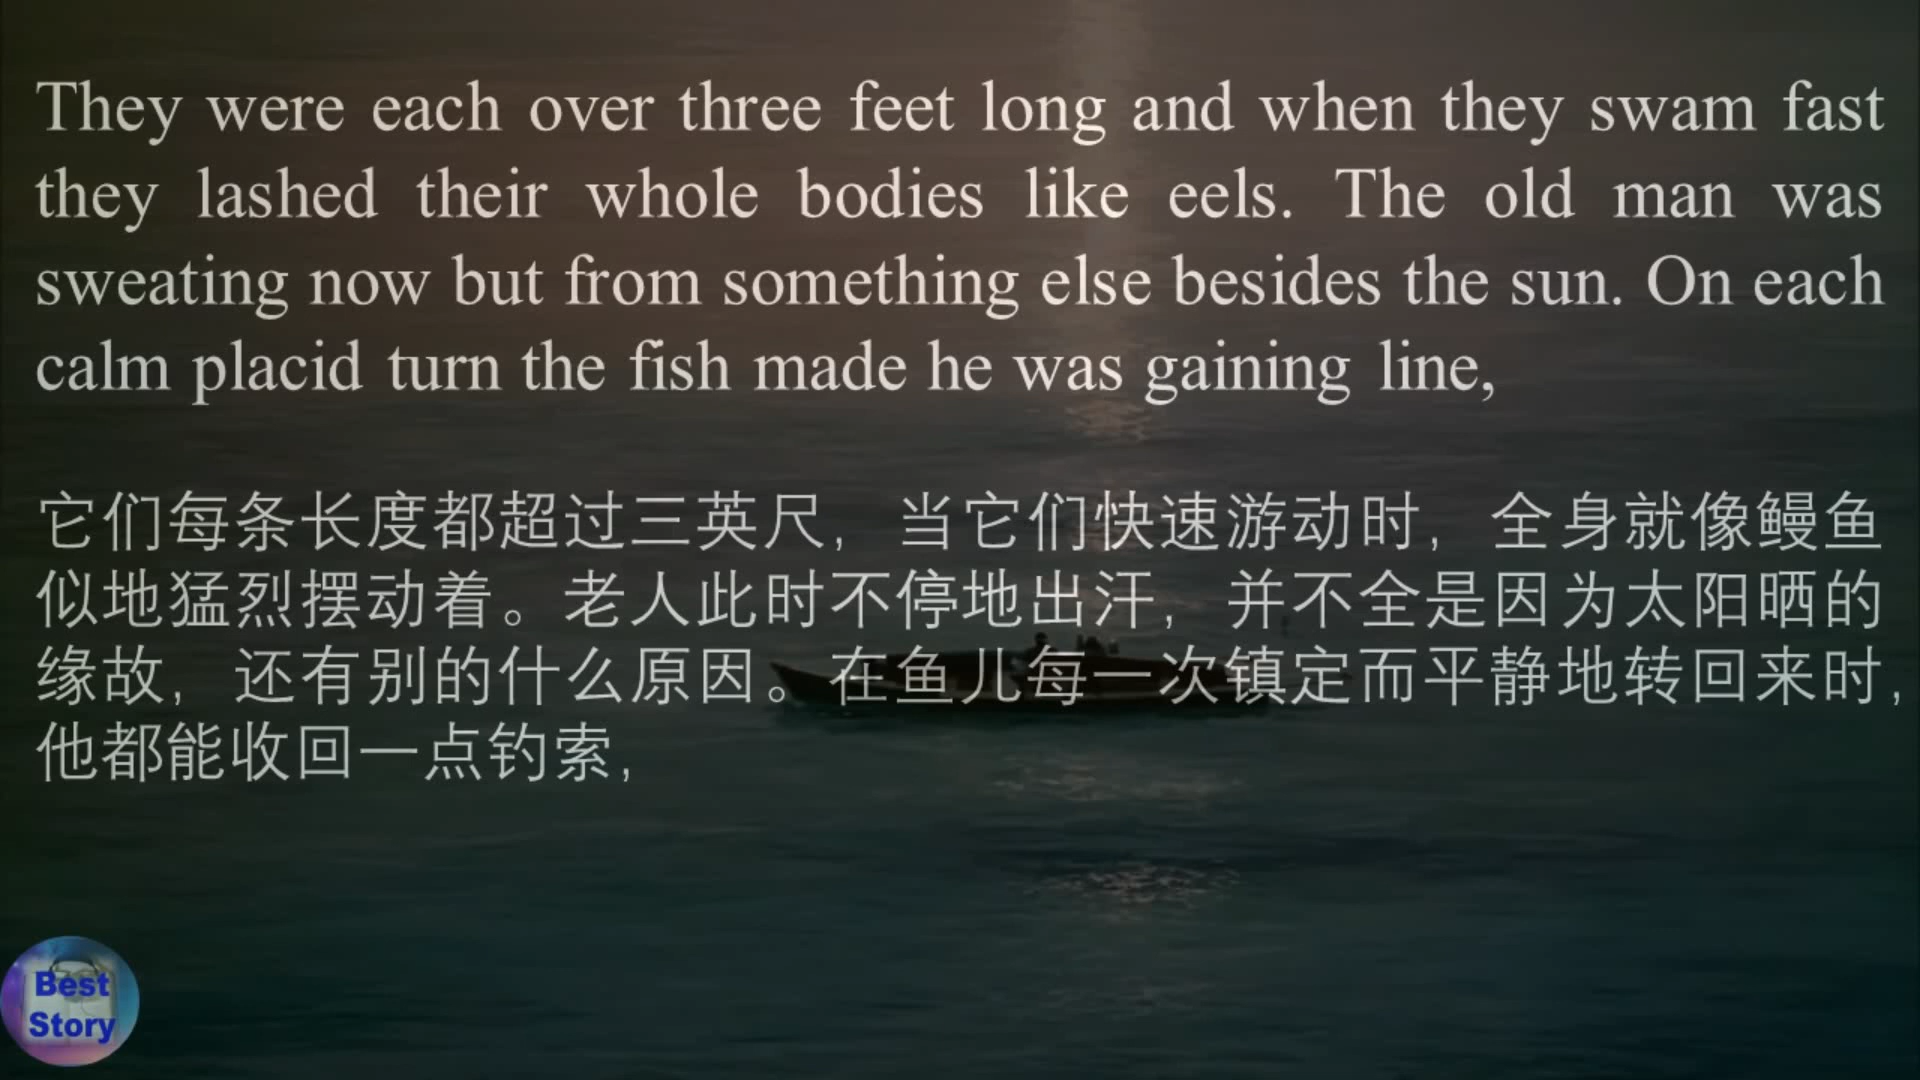 They were each over three feet long and when they swam fast
they lashed their whole bodies like eels. The old man was
sweating now but from something else besides the sun. On each
calm placid turn the fish made he was gaining line,
它们每条长度都超过三英尺，当它们快速游动时，全身就像鳗鱼
似地猛烈摆动着。老人此时不停地出汗，并不全是因为太阳晒的
缘故，还有别的什么原因。在鱼儿每一次镇定而平静地转回来时，
他都能收回一点钓索，
Best
Story